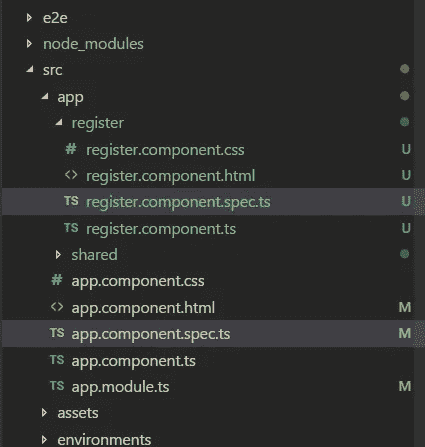 e2e
node_modules
src
app
register
# register.component.css U
<> register.component.html U
TS register.component.spec.ts U
TS register.component.ts U
shared
# app.component.css
<> app.component.html M
TS app.component.spec.ts M
TS app.component.ts
TS app.module.ts M
assets
environments